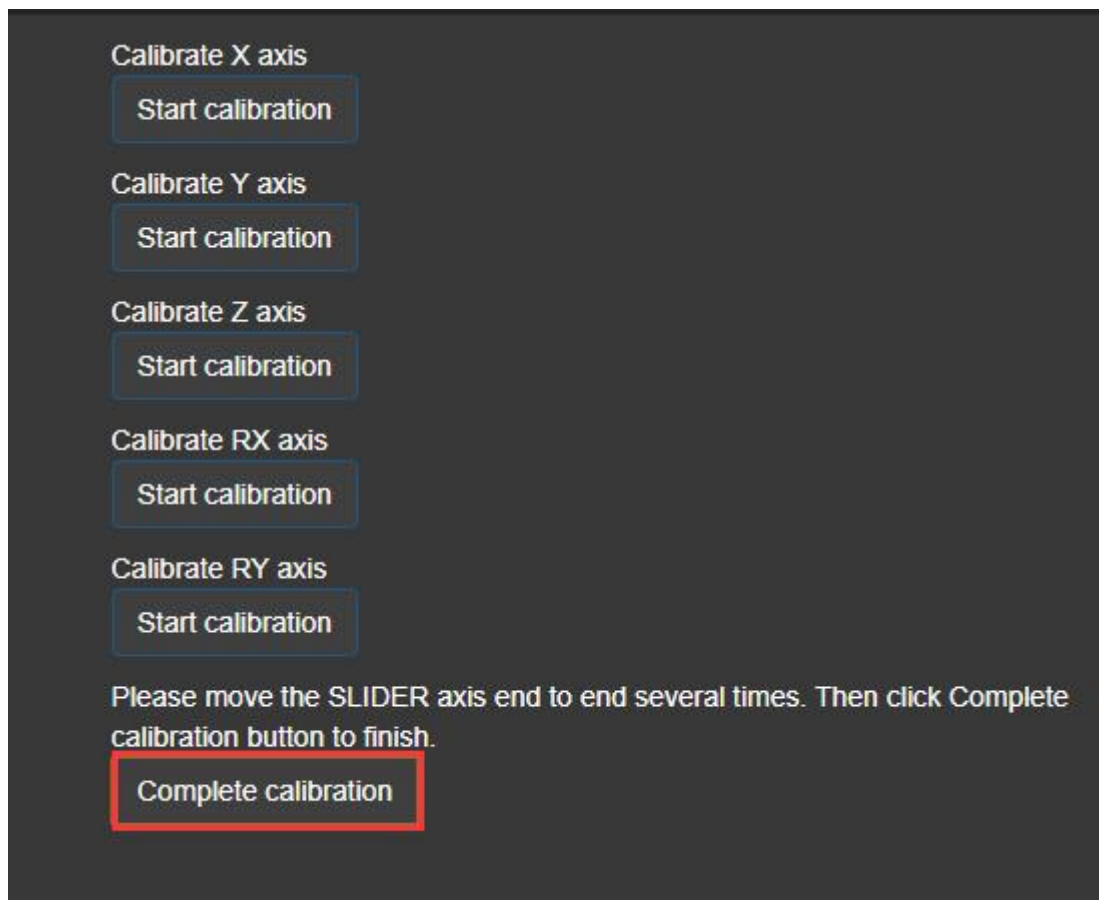 Calibrate X axis
Start calibration
Calibrate Y axis
Start calibration
Calibrate Z axis
Start calibration
Calibrate RX axis
Start calibration
Calibrate RY axis
Start calibration
Please move the SLIDER axis end to end several times. Then click Complete
calibration button to finish.
Complete calibration